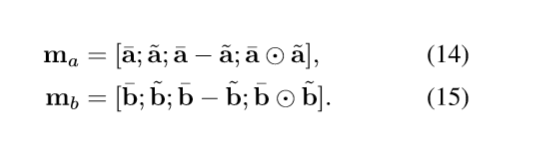 m_a = [ā; ã; ā − ã; ā ⊙ ã], (14)
m_b = [b̄; b̃; b̄ − b̃; b̄ ⊙ b̃]. (15)